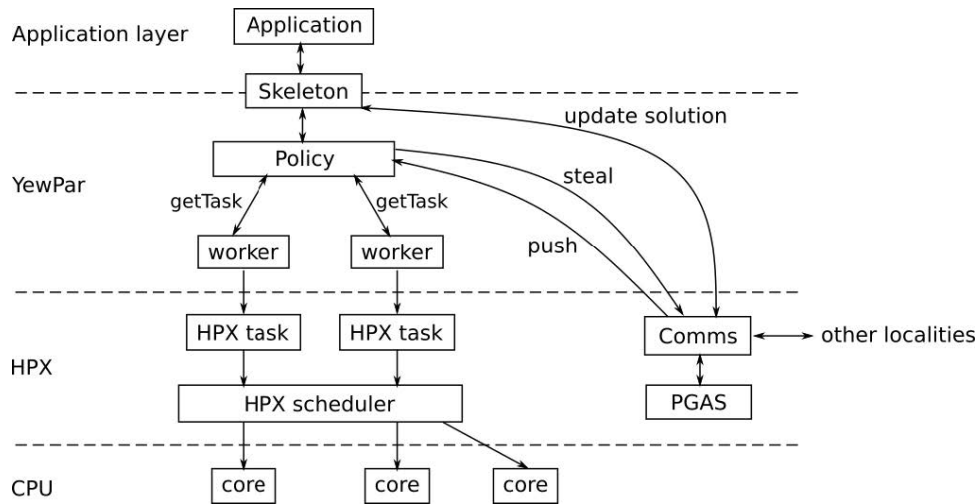 Application layer
Application
Skeleton
update solution
Policy
steal
YewPar
getTask
getTask
push
worker
worker
HPX task
HPX task
Comms
other localities
HPX
HPX scheduler
PGAS
CPU
core
core
core